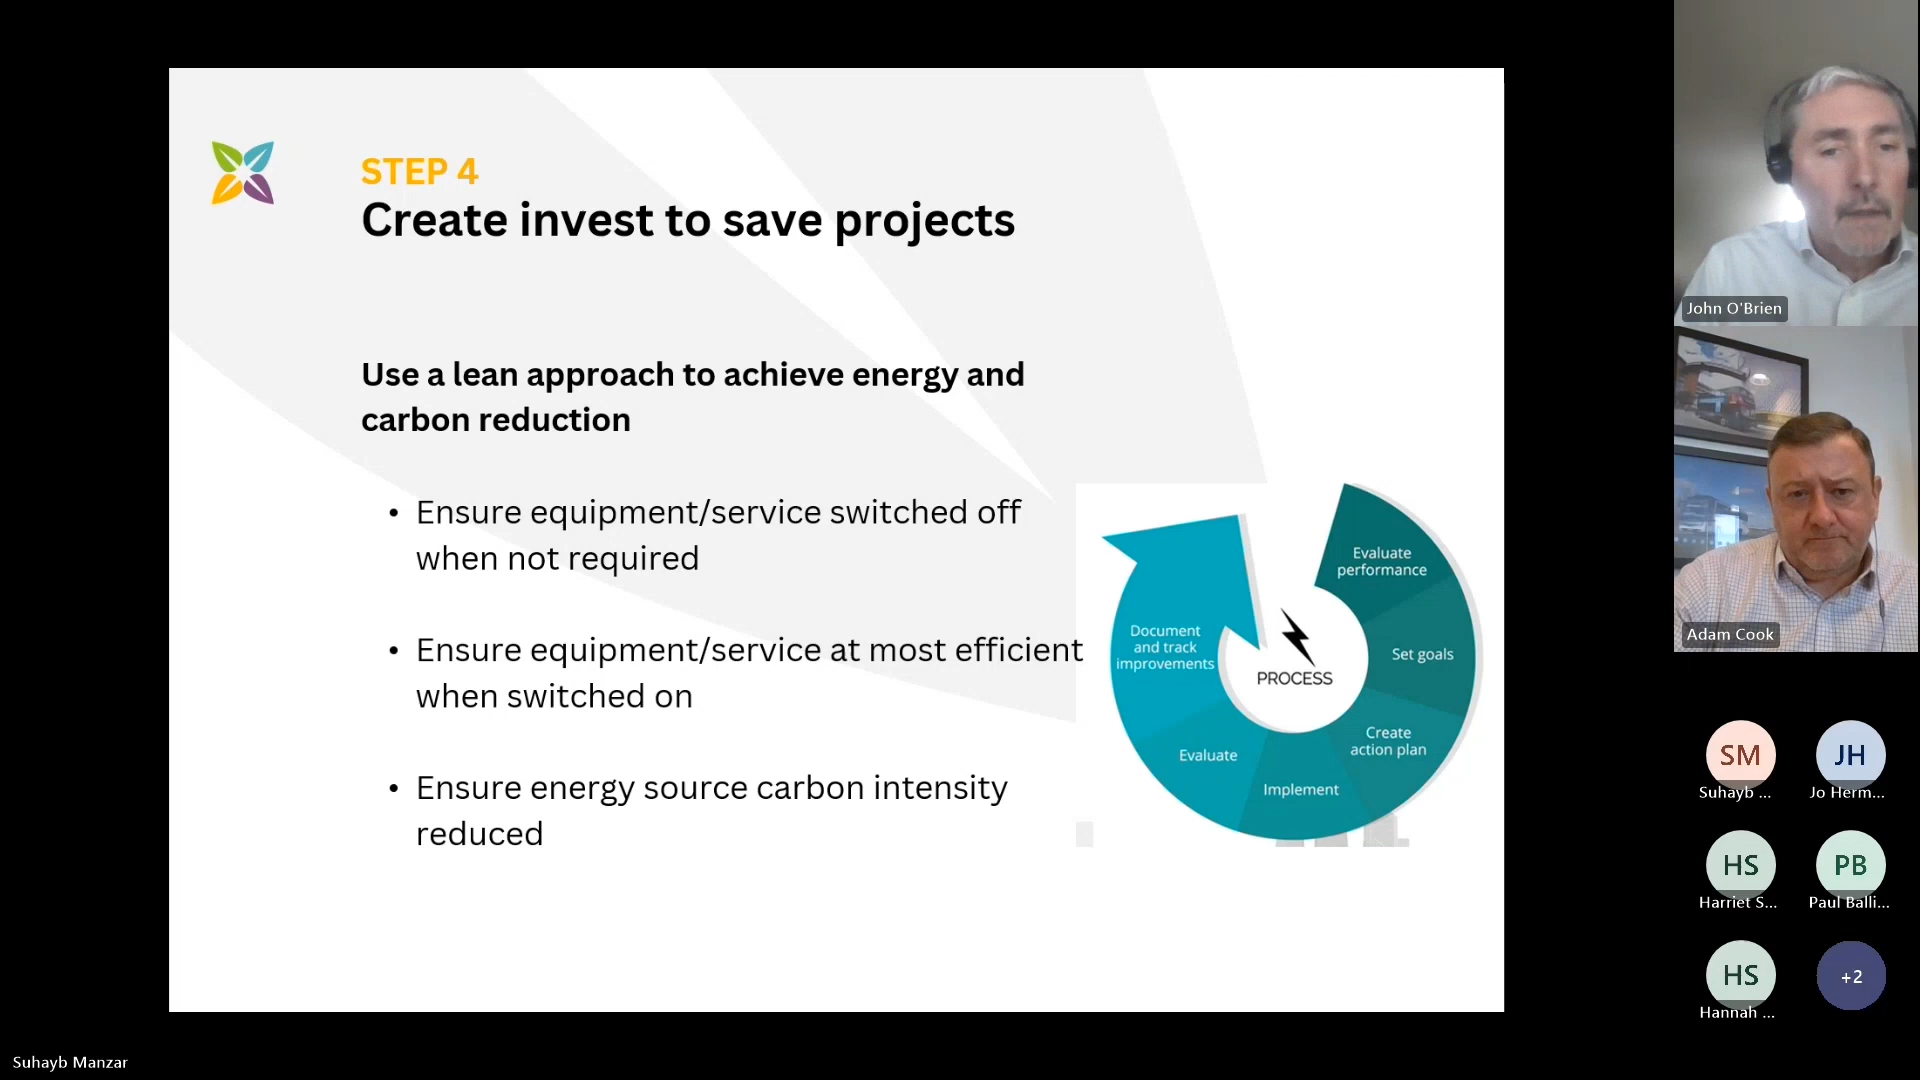 STEP 4
Create invest to save projects
Use a lean approach to achieve energy and
carbon reduction
• Ensure equipment/service switched off
when not required
• Ensure equipment/service at most efficient
when switched on
• Ensure energy source carbon intensity
reduced
Evaluate
performance
Set goals
Create
action plan
Implement
Evaluate
Document
and track
improvements
PROCESS
John O'Brien
Adam Cook
SM
Suhayb ...
JH
Jo Herm...
HS
Harriet S...
PB
Paul Balli...
HS
Hannah ...
+2
Suhayb Manzar